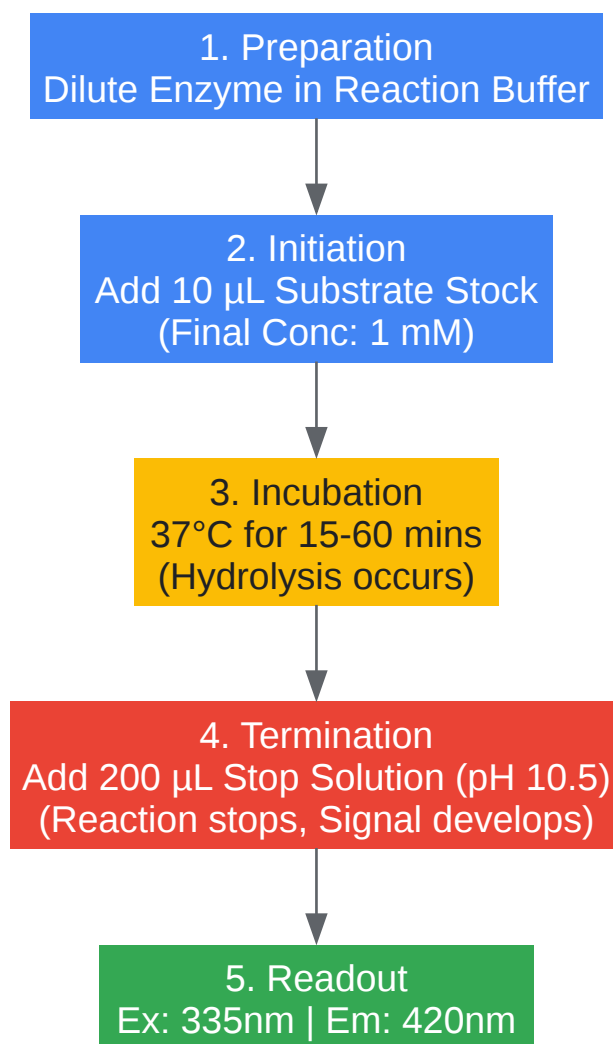 1. Preparation
Dilute Enzyme in Reaction Buffer
2. Initiation
Add 10 µL Substrate Stock
(Final Conc: 1 mM)
3. Incubation
37°C for 15-60 mins
(Hydrolysis occurs)
4. Termination
Add 200 µL Stop Solution (pH 10.5)
(Reaction stops, Signal develops)
5. Readout
Ex: 335nm | Em: 420nm